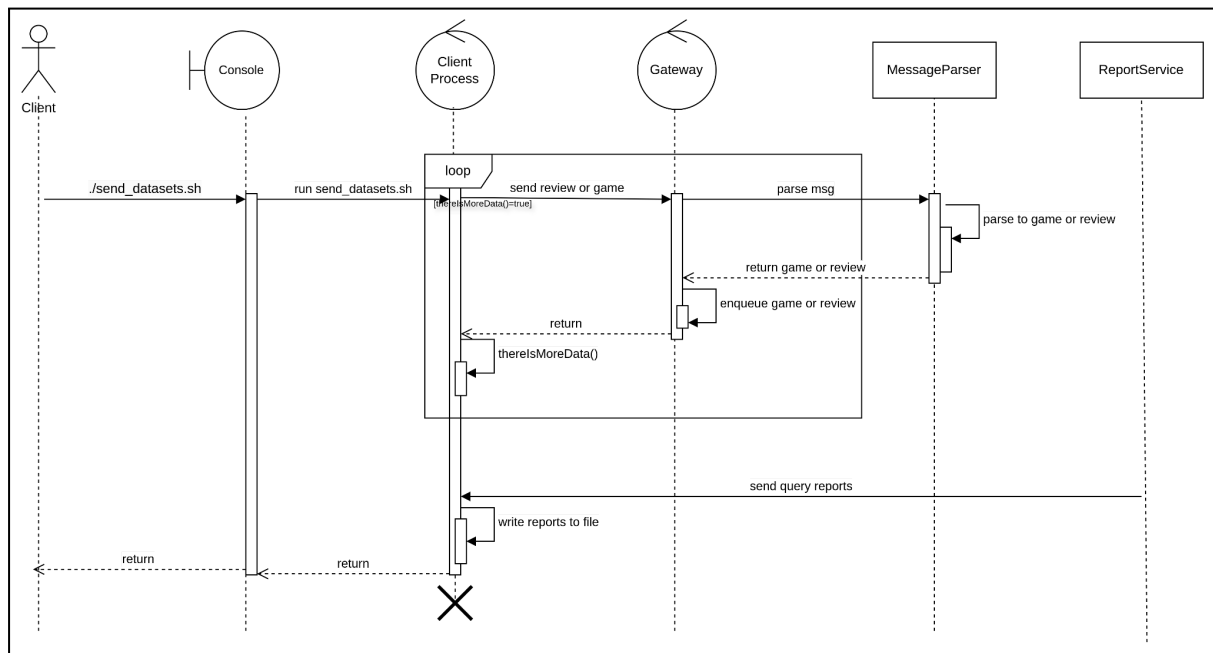 Client
Console
Client
Process
Gateway
MessageParser
ReportService
loop
./send_datasets.sh
run send_datasets.sh
[thereIsMoreData()=true]
send review or game
parse msg
parse to game or review
return game or review
enqueue game or review
return
thereIsMoreData()
send query reports
write reports to file
return
return